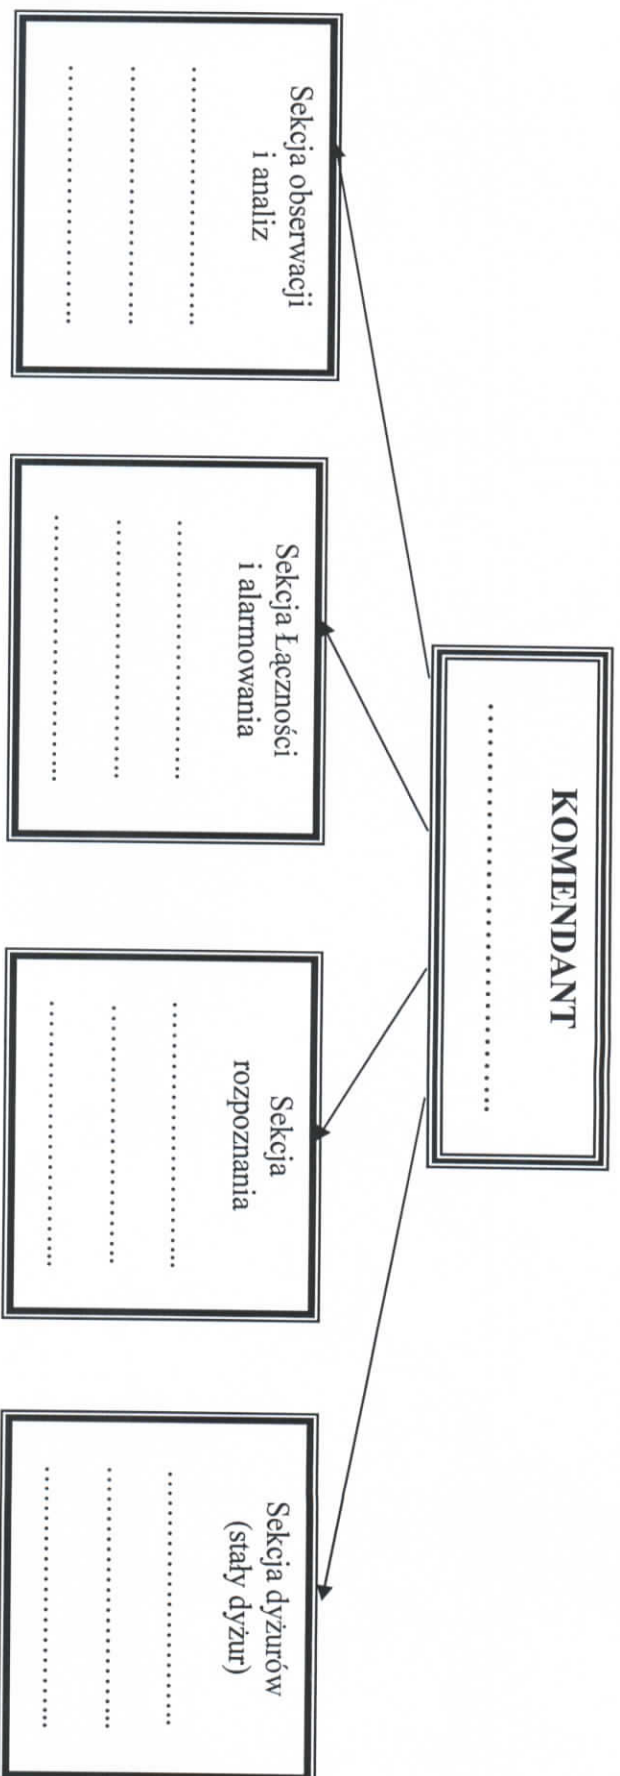 KOMENDANT
........................................
Sekcja obserwacji
i analiz
........................................
........................................
........................................
Sekcja Łączności
i alarmowania
........................................
........................................
........................................
Sekcja
rozpoznania
........................................
........................................
........................................
Sekcja dyżurów
(stały dyżur)
........................................
........................................
........................................